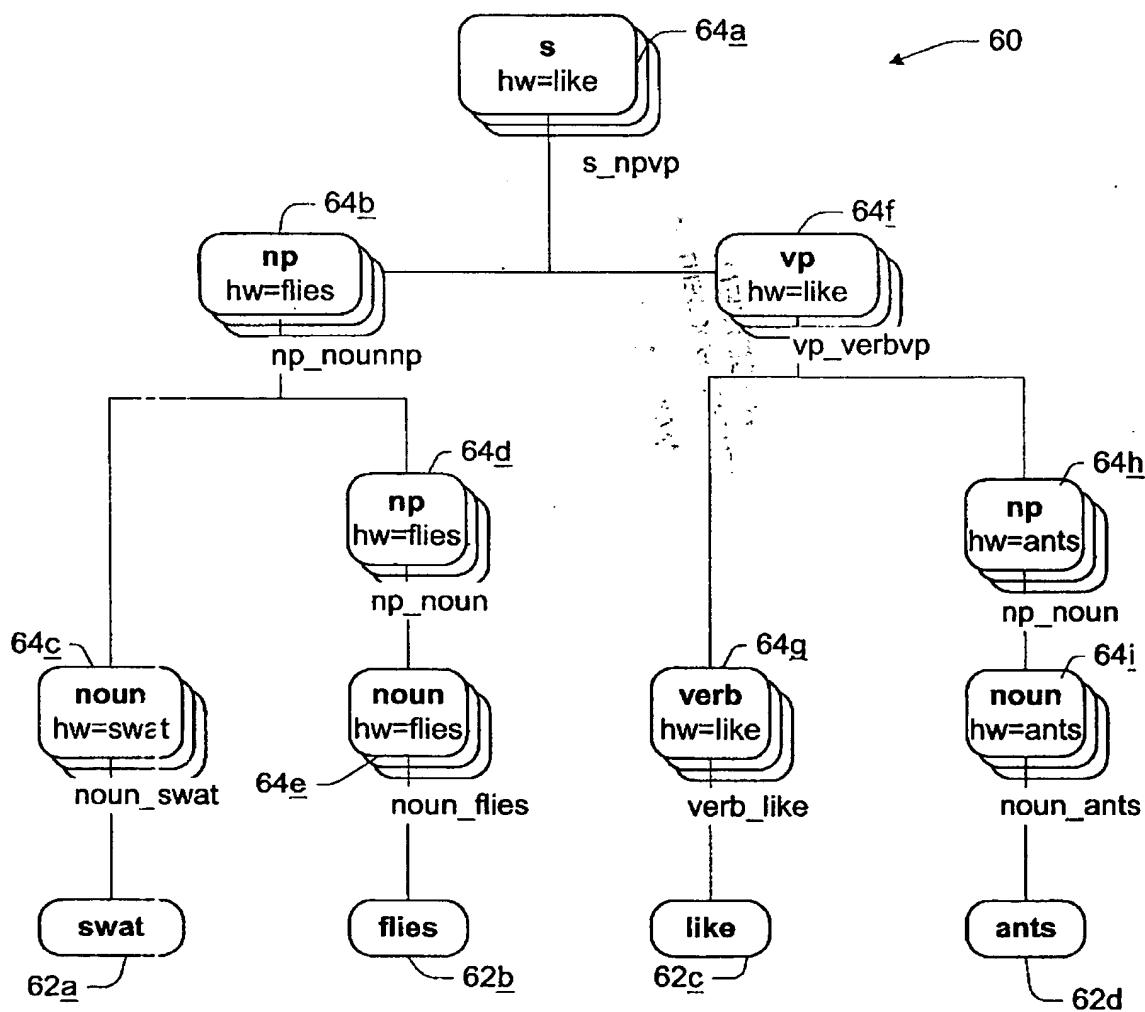 s
hw=like
64a
60
s_npvp
64b
np
hw=flies
np_nounnp
64f
vp
hw=like
vp_verbvp
64d
np
hw=flies
np_noun
64h
np
hw=ants
np_noun
64c
noun
hw=swat
noun_swat
noun
hw=flies
64e
noun_flies
64g
verb
hw=like
verb_like
64i
noun
hw=ants
noun_ants
swat
62a
flies
62b
like
62c
ants
62d